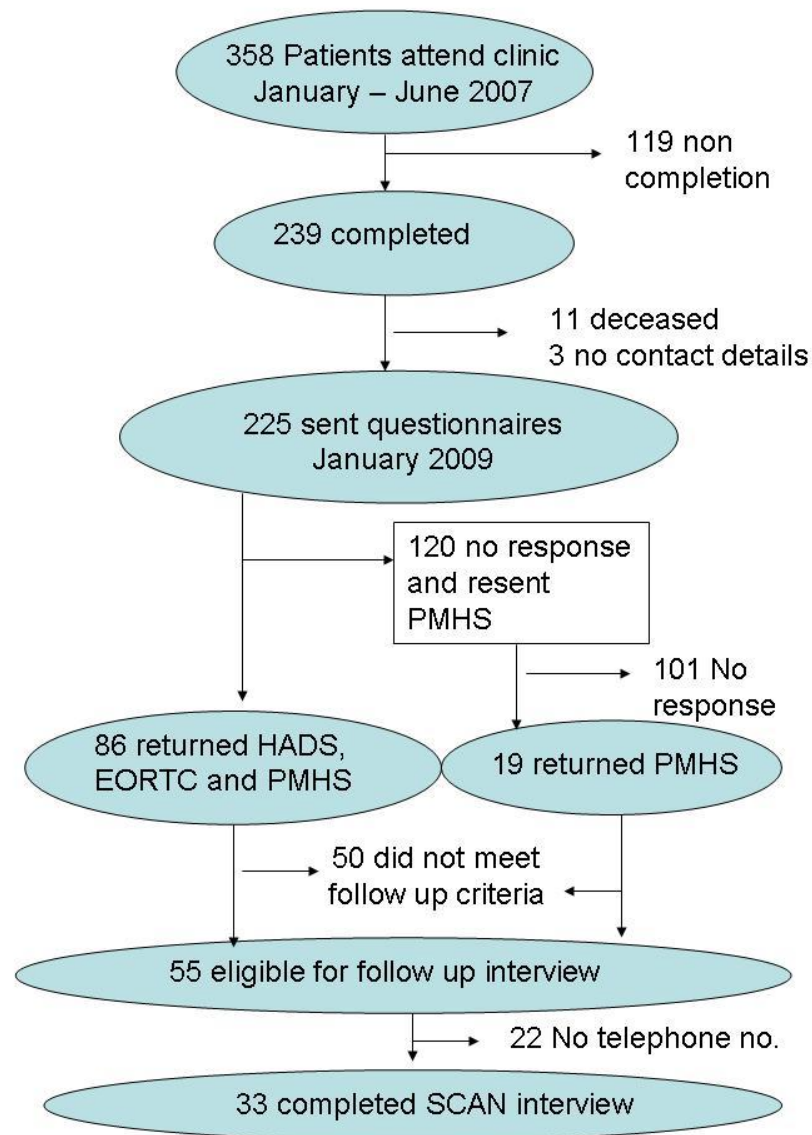 358 Patients attend clinic
January – June 2007
119 non
completion
239 completed
11 deceased
3 no contact details
225 sent questionnaires
January 2009
120 no response
and resent
PMHS
101 No
response
86 returned HADS,
EORTC and PMHS
19 returned PMHS
50 did not meet
follow up criteria
55 eligible for follow up interview
22 No telephone no.
33 completed SCAN interview